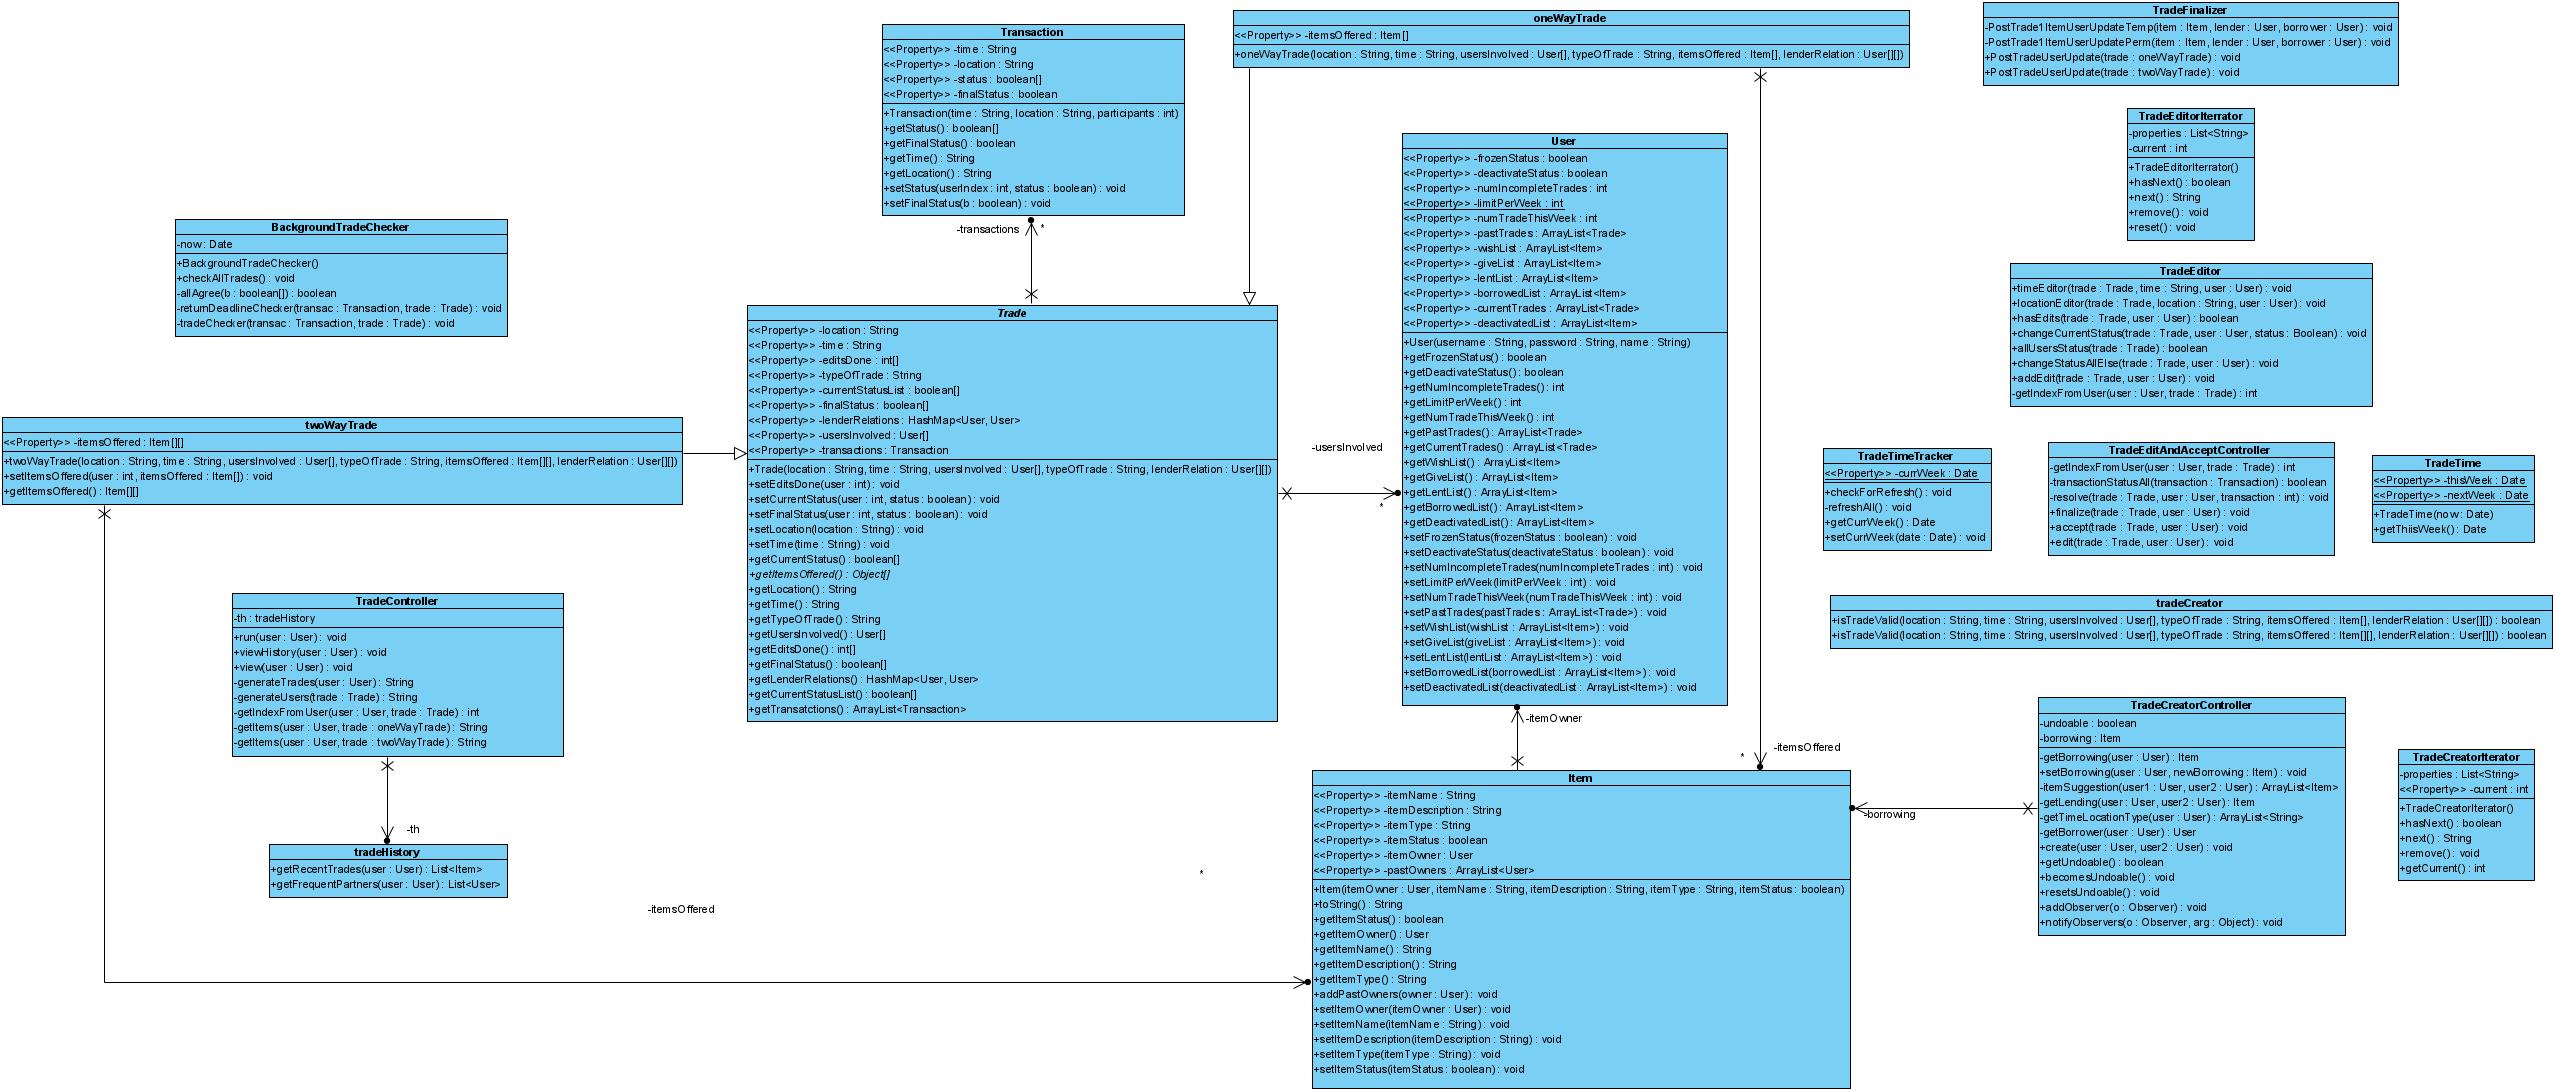 Transaction
<<Property>> -time : String
<<Property>> -location : String
<<Property>> -status : boolean[]
<<Property>> -finalStatus : boolean
+Transaction(time : String, location : String, participants : int)
+getStatus() : boolean[]
+getFinalStatus() : boolean
+getTime() : String
+getLocation() : String
+setStatus(userIndex : int, status : boolean) : void
+setFinalStatus(b : boolean) : void
-transactions
*
oneWayTrade
<<Property>> -itemsOffered : Item[]
+oneWayTrade(location : String, time : String, usersInvolved : User[], typeOfTrade : String, itemsOffered : Item[], lenderRelation : User[][])
TradeFinalizer
-PostTrade1ItemUserUpdateTemp(item : Item, lender : User, borrower : User) : void
-PostTrade1ItemUserUpdatePerm(item : Item, lender : User, borrower : User) : void
+PostTradeUserUpdate(trade : oneWayTrade) : void
+PostTradeUserUpdate(trade : twoWayTrade) : void
TradeEditorIterrator
-properties : List<String>
-current : int
+TradeEditorIterrator()
+hasNext() : boolean
+next() : String
+remove() : void
+reset() : void
User
<<Property>> -frozenStatus : boolean
<<Property>> -deactivateStatus : boolean
<<Property>> -numIncompleteTrades : int
<<Property>> -limitPerWeek : int
<<Property>> -numTradeThisWeek : int
<<Property>> -pastTrades : ArrayList<Trade>
<<Property>> -wishList : ArrayList<Item>
<<Property>> -giveList : ArrayList<Item>
<<Property>> -lentList : ArrayList<Item>
<<Property>> -borrowedList : ArrayList<Item>
<<Property>> -currentTrades : ArrayList<Trade>
<<Property>> -deactivatedList : ArrayList<Item>
+User(username : String, password : String, name : String)
+getFrozenStatus() : boolean
+getDeactivateStatus() : boolean
+getNumIncompleteTrades() : int
+getLimitPerWeek() : int
+getNumTradeThisWeek() : int
+getPastTrades() : ArrayList<Trade>
+getCurrentTrades() : ArrayList<Trade>
+getWishList() : ArrayList<Item>
+getGiveList() : ArrayList<Item>
+getLentList() : ArrayList<Item>
+getBorrowedList() : ArrayList<Item>
+getDeactivatedList() : ArrayList<Item>
+setFrozenStatus(frozenStatus : boolean) : void
+setDeactivateStatus(deactivateStatus : boolean) : void
+setNumIncompleteTrades(numIncompleteTrades : int) : void
+setLimitPerWeek(limitPerWeek : int) : void
+setNumTradeThisWeek(numTradeThisWeek : int) : void
+setPastTrades(pastTrades : ArrayList<Trade>) : void
+setWishList(wishList : ArrayList<Item>) : void
+setGiveList(giveList : ArrayList<Item>) : void
+setLentList(lentList : ArrayList<Item>) : void
+setBorrowedList(borrowedList : ArrayList<Item>) : void
+setDeactivatedList(deactivatedList : ArrayList<Item>) : void
BackgroundTradeChecker
-now : Date
+BackgroundTradeChecker()
+checkAllTrades() : void
-allAgree(b : boolean[]) : boolean
-returnDeadlineChecker(transac : Transaction, trade : Trade) : void
-tradeChecker(transac : Transaction, trade : Trade) : void
TradeEditor
+timeEditor(trade : Trade, time : String, user : User) : void
+locationEditor(trade : Trade, location : String, user : User) : void
+hasEdits(trade : Trade, user : User) : boolean
+changeCurrentStatus(trade : Trade, user : User, status : Boolean) : void
+allUsersStatus(trade : Trade) : boolean
+changeStatusAllElse(trade : Trade, user : User) : void
+addEdit(trade : Trade, user : User) : void
-getIndexFromUser(user : User, trade : Trade) : int
Trade
<<Property>> -location : String
<<Property>> -time : String
<<Property>> -editsDone : int[]
<<Property>> -typeOfTrade : String
<<Property>> -currentStatusList : boolean[]
<<Property>> -finalStatus : boolean[]
<<Property>> -lenderRelations : HashMap<User, User>
<<Property>> -usersInvolved : User[]
<<Property>> -transactions : Transaction
+Trade(location : String, time : String, usersInvolved : User[], typeOfTrade : String, lenderRelation : User[][])
+setEditsDone(user : int) : void
+setCurrentStatus(user : int, status : boolean) : void
+setFinalStatus(user : int, status : boolean) : void
+setLocation(location : String) : void
+setTime(time : String) : void
+getCurrentStatus() : boolean[]
+getItemsOffered() : Object[]
+getLocation() : String
+getTime() : String
+getTypeOfTrade() : String
+getUsersInvolved() : User[]
+getEditsDone() : int[]
+getFinalStatus() : boolean[]
+getLenderRelations() : HashMap<User, User>
+getCurrentStatusList() : boolean[]
+getTransatctions() : ArrayList<Transaction>
-usersInvolved
*
twoWayTrade
<<Property>> -itemsOffered : Item[][]
+twoWayTrade(location : String, time : String, usersInvolved : User[], typeOfTrade : String, itemsOffered : Item[][], lenderRelation : User[][])
+setItemsOffered(user : int, itemsOffered : Item[]) : void
+getItemsOffered() : Item[][]
TradeTimeTracker
<<Property>> -currWeek : Date
+checkForRefresh() : void
-refreshAll() : void
+getCurrWeek() : Date
+setCurrWeek(date : Date) : void
TradeEditAndAcceptController
-getIndexFromUser(user : User, trade : Trade) : int
-transactionStatusAll(transaction : Transaction) : boolean
-resolve(trade : Trade, user : User, transaction : int) : void
+finalize(trade : Trade, user : User) : void
+accept(trade : Trade, user : User) : void
+edit(trade : Trade, user : User) : void
TradeTime
<<Property>> -thisWeek : Date
<<Property>> -nextWeek : Date
+TradeTime(now : Date)
+getThiisWeek() : Date
TradeController
-th : tradeHistory
+run(user : User) : void
+viewHistory(user : User) : void
+view(user : User) : void
-generateTrades(user : User) : String
-generateUsers(trade : Trade) : String
-getIndexFromUser(user : User, trade : Trade) : int
-getItems(user : User, trade : oneWayTrade) : String
-getItems(user : User, trade : twoWayTrade) : String
-th
tradeHistory
+getRecentTrades(user : User) : List<Item>
+getFrequentPartners(user : User) : List<User>
tradeCreator
+isTradeValid(location : String, time : String, usersInvolved : User[], typeOfTrade : String, itemsOffered : Item[], lenderRelation : User[][]) : boolean
+isTradeValid(location : String, time : String, usersInvolved : User[], typeOfTrade : String, itemsOffered : Item[][], lenderRelation : User[][]) : boolean
-itemOwner
*
-itemsOffered
Item
<<Property>> -itemName : String
<<Property>> -itemDescription : String
<<Property>> -itemType : String
<<Property>> -itemStatus : boolean
<<Property>> -itemOwner : User
<<Property>> -pastOwners : ArrayList<User>
+Item(itemOwner : User, itemName : String, itemDescription : String, itemType : String, itemStatus : boolean)
+toString() : String
+getItemStatus() : boolean
+getItemOwner() : User
+getItemName() : String
+getItemDescription() : String
+getItemType() : String
+addPastOwners(owner : User) : void
+setItemOwner(itemOwner : User) : void
+setItemName(itemName : String) : void
+setItemDescription(itemDescription : String) : void
+setItemType(itemType : String) : void
+setItemStatus(itemStatus : boolean) : void
-borrowing
TradeCreatorController
-undoable : boolean
-borrowing : Item
-getBorrowing(user : User) : Item
+setBorrowing(user : User, newBorrowing : Item) : void
-itemSuggestion(user1 : User, user2 : User) : ArrayList<Item>
-getLending(user : User, user2 : User) : Item
-getTimeLocationType(user : User) : ArrayList<String>
-getBorrower(user : User) : User
+create(user : User, user2 : User) : void
+getUndoable() : boolean
+becomesUndoable() : void
+resetsUndoable() : void
+addObserver(o : Observer) : void
+notifyObservers(o : Observer, arg : Object) : void
TradeCreatorIterator
-properties : List<String>
<<Property>> -current : int
+TradeCreatorIterator()
+hasNext() : boolean
+next() : String
+remove() : void
+getCurrent() : int
*
-itemsOffered